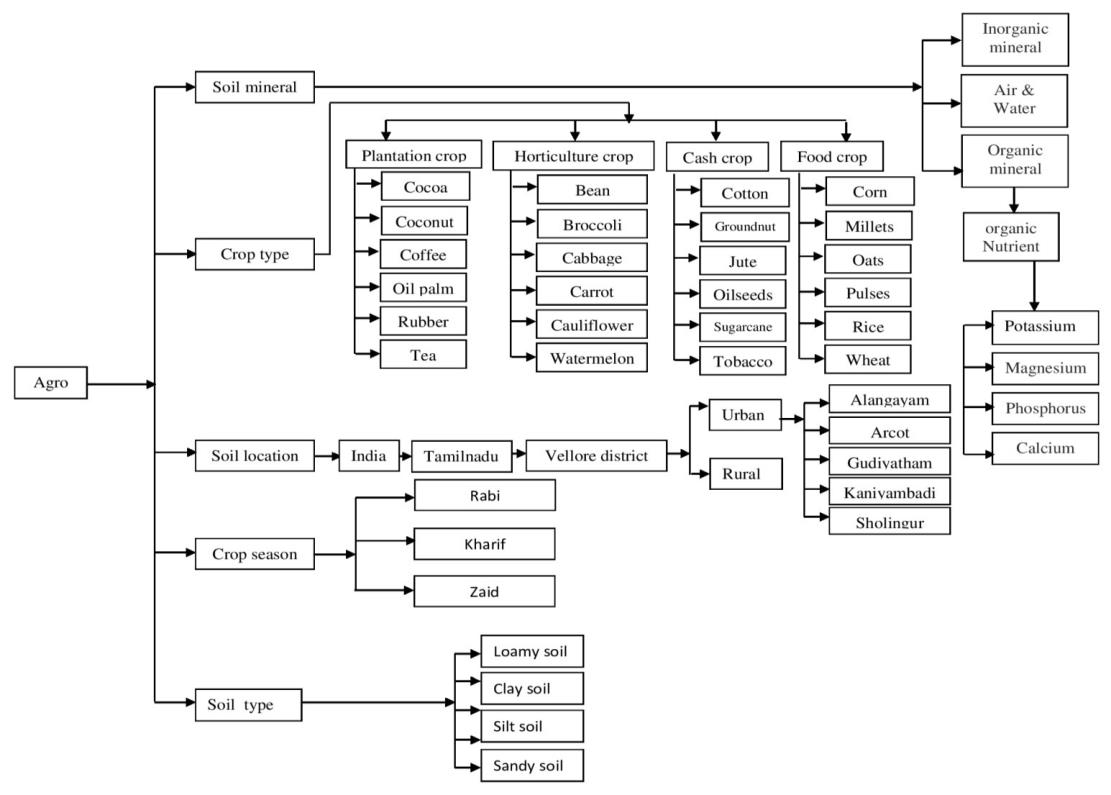 Inorganic
mineral
Soil mineral
Air &
Water
Organic
mineral
Plantation crop
Horticulture crop
Cash crop
Food crop
Cocoa
Coconut
Coffee
Oil palm
Rubber
Tea
Bean
Broccoli
Cabbage
Carrot
Cauliflower
Watermelon
Cotton
Groundnut
Jute
Oilseeds
Sugarcane
Tobacco
Corn
Millets
Oats
Pulses
Rice
Wheat
organic
Nutrient
Potassium
Magnesium
Phosphorus
Calcium
Crop type
Agro
Soil location
India
Tamilnadu
Vellore district
Urban
Rural
Alangayam
Arcot
Gudiyatham
Kaniyambadi
Sholingur
Crop season
Rabi
Kharif
Zaid
Soil type
Loamy soil
Clay soil
Silt soil
Sandy soil